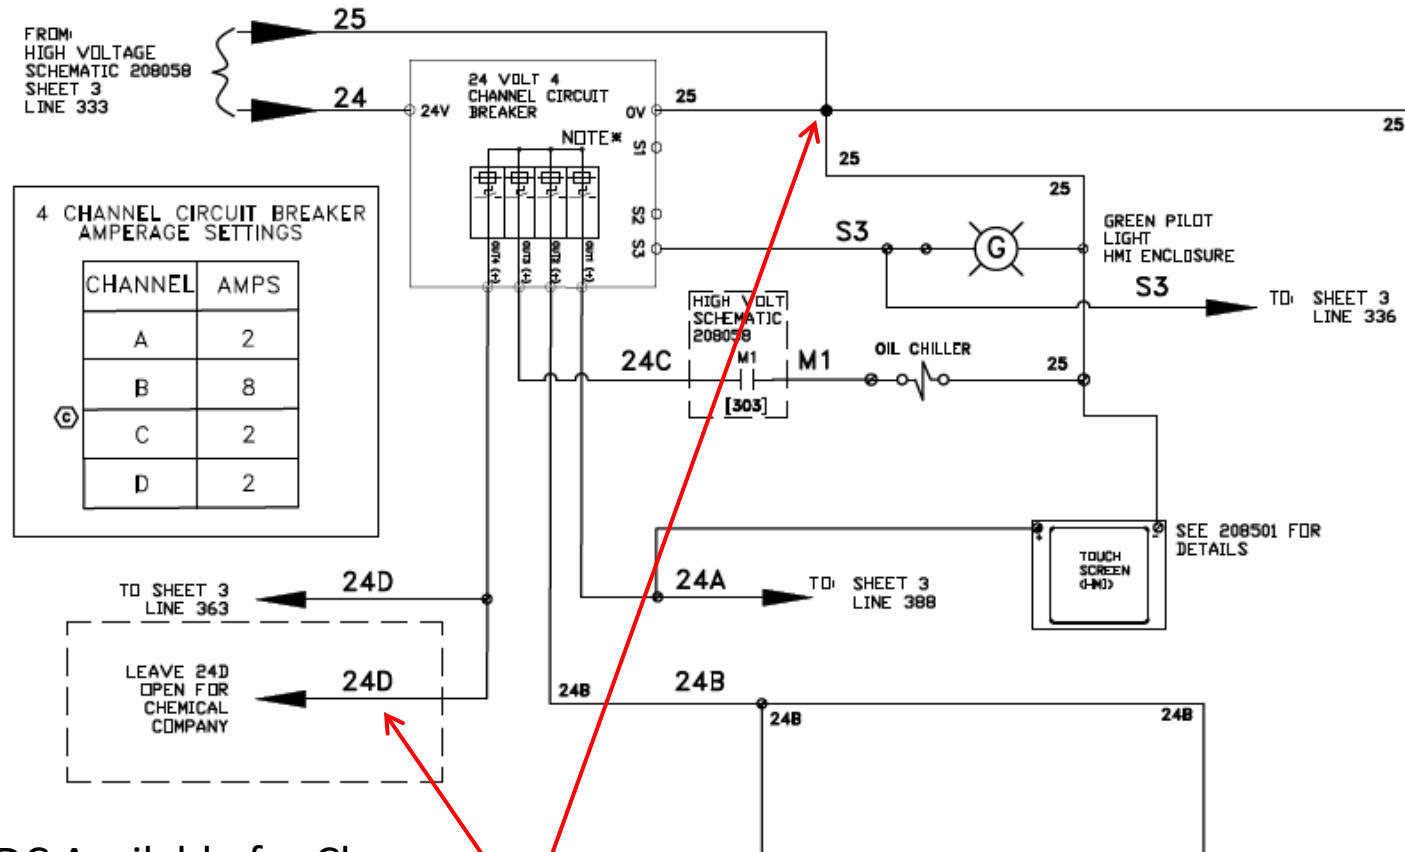 25
FROM:
HIGH VOLTAGE
SCHEMATIC 208058
SHEET 3
LINE 333
24
24V
24 VOLT 4
CHANNEL CIRCUIT
BREAKER
NOTE*
0V
S1
S2
S3
25
25
25
25
OUT4 (+)
OUT3 (+)
OUT2 (+)
OUT1 (+)
4 CHANNEL CIRCUIT BREAKER
AMPERAGE SETTINGS
CHANNEL AMPS
A 2
B 8
C 2
D 2
C
S3
G
GREEN PILOT
LIGHT
HMI ENCLOSURE
S3
TO: SHEET 3
LINE 336
HIGH VOLT
SCHEMATIC
208058
M1
[303]
24C
M1
OIL CHILLER
25
TOUCH
SCREEN
(HMI)
+
-
SEE 208501 FOR
DETAILS
24A
TO: SHEET 3
LINE 388
TO SHEET 3
LINE 363
24D
LEAVE 24D
OPEN FOR
CHEMICAL
COMPANY
24D
24B
24B
24B
24B